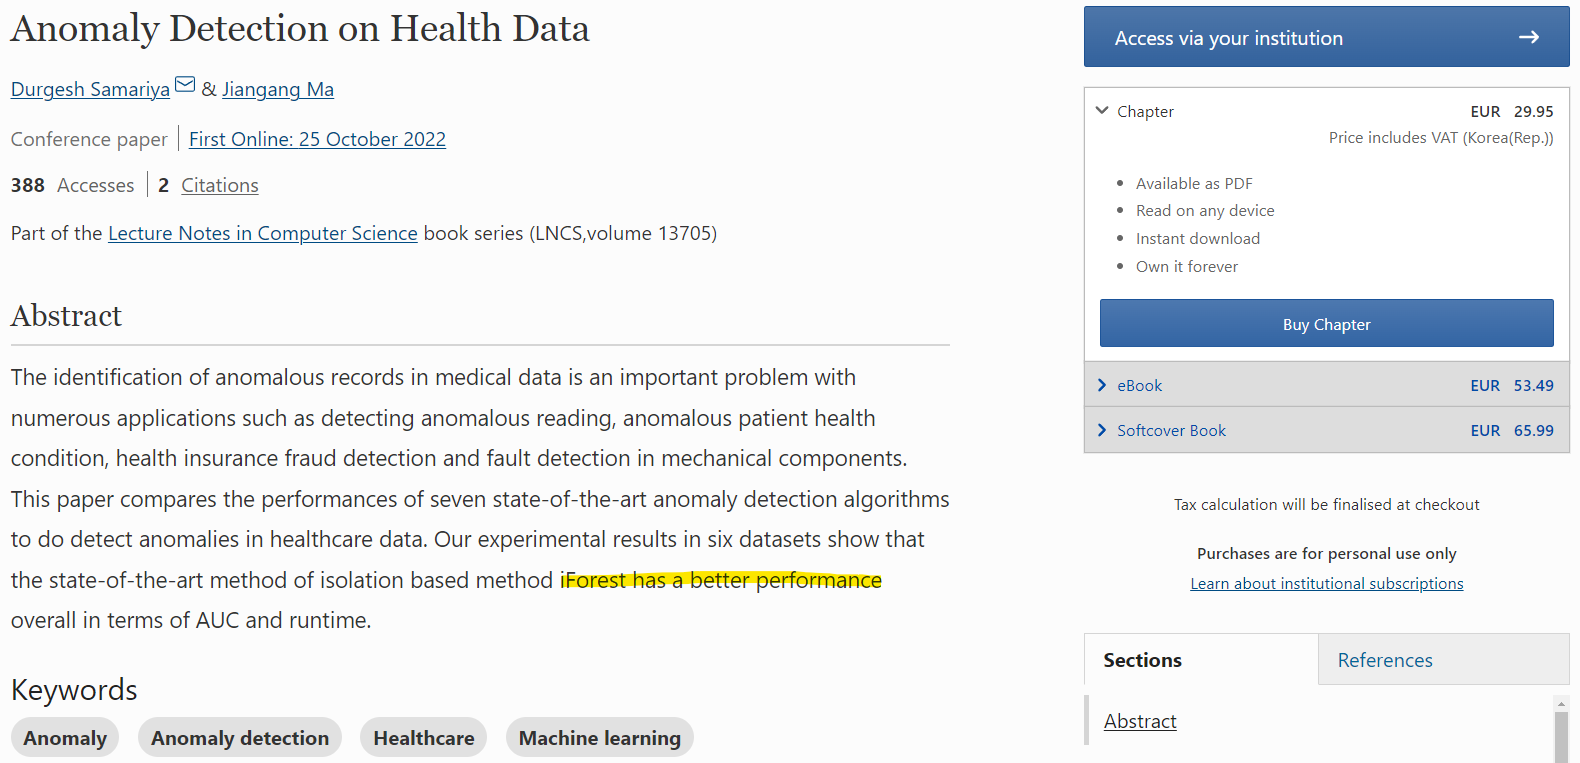 Anomaly Detection on Health Data
Durgesh Samariya & Jiangang Ma
Conference paper | First Online: 25 October 2022
388 Accesses | 2 Citations
Part of the Lecture Notes in Computer Science book series (LNCS,volume 13705)
Abstract
The identification of anomalous records in medical data is an important problem with
numerous applications such as detecting anomalous reading, anomalous patient health
condition, health insurance fraud detection and fault detection in mechanical components.
This paper compares the performances of seven state-of-the-art anomaly detection algorithms
to do detect anomalies in healthcare data. Our experimental results in six datasets show that
the state-of-the-art method of isolation based method iForest has a better performance
overall in terms of AUC and runtime.
Keywords
Anomaly Anomaly detection Healthcare Machine learning
Access via your institution →
Chapter EUR 29.95
Price includes VAT (Korea(Rep.))
• Available as PDF
• Read on any device
• Instant download
• Own it forever
Buy Chapter
eBook EUR 53.49
Softcover Book EUR 65.99
Tax calculation will be finalised at checkout
Purchases are for personal use only
Learn about institutional subscriptions
Sections References
Abstract